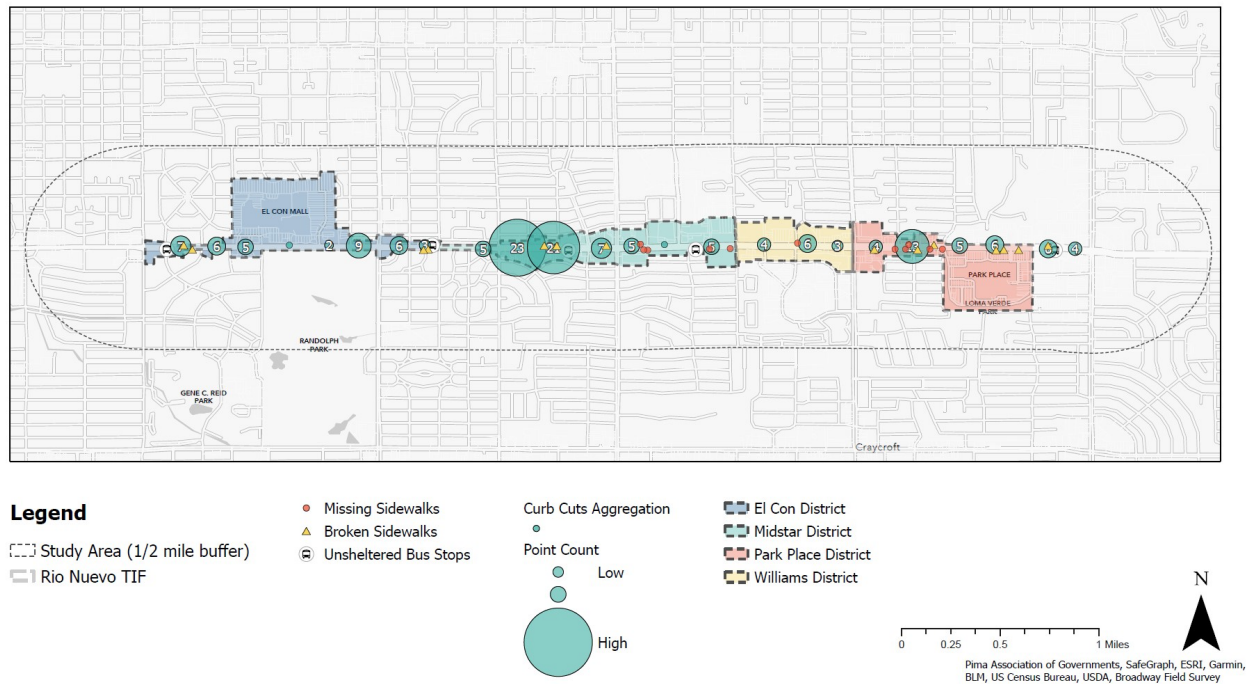 EL CON MALL
7
6
5
2
9
6
3
5
23
7
5
5
4
6
3
4
5
6
4
PARK PLACE
LOMA VERDE
PARK
RANDOLPH
PARK
GENE C. REID
PARK
Craycroft
Legend
Study Area (1/2 mile buffer)
Rio Nuevo TIF
Missing Sidewalks
Broken Sidewalks
Unsheltered Bus Stops
Curb Cuts Aggregation
Point Count
Low
High
El Con District
Midstar District
Park Place District
Williams District
N
0 0.25 0.5 1 Miles
Pima Association of Governments, SafeGraph, ESRI, Garmin,
BLM, US Census Bureau, USDA, Broadway Field Survey